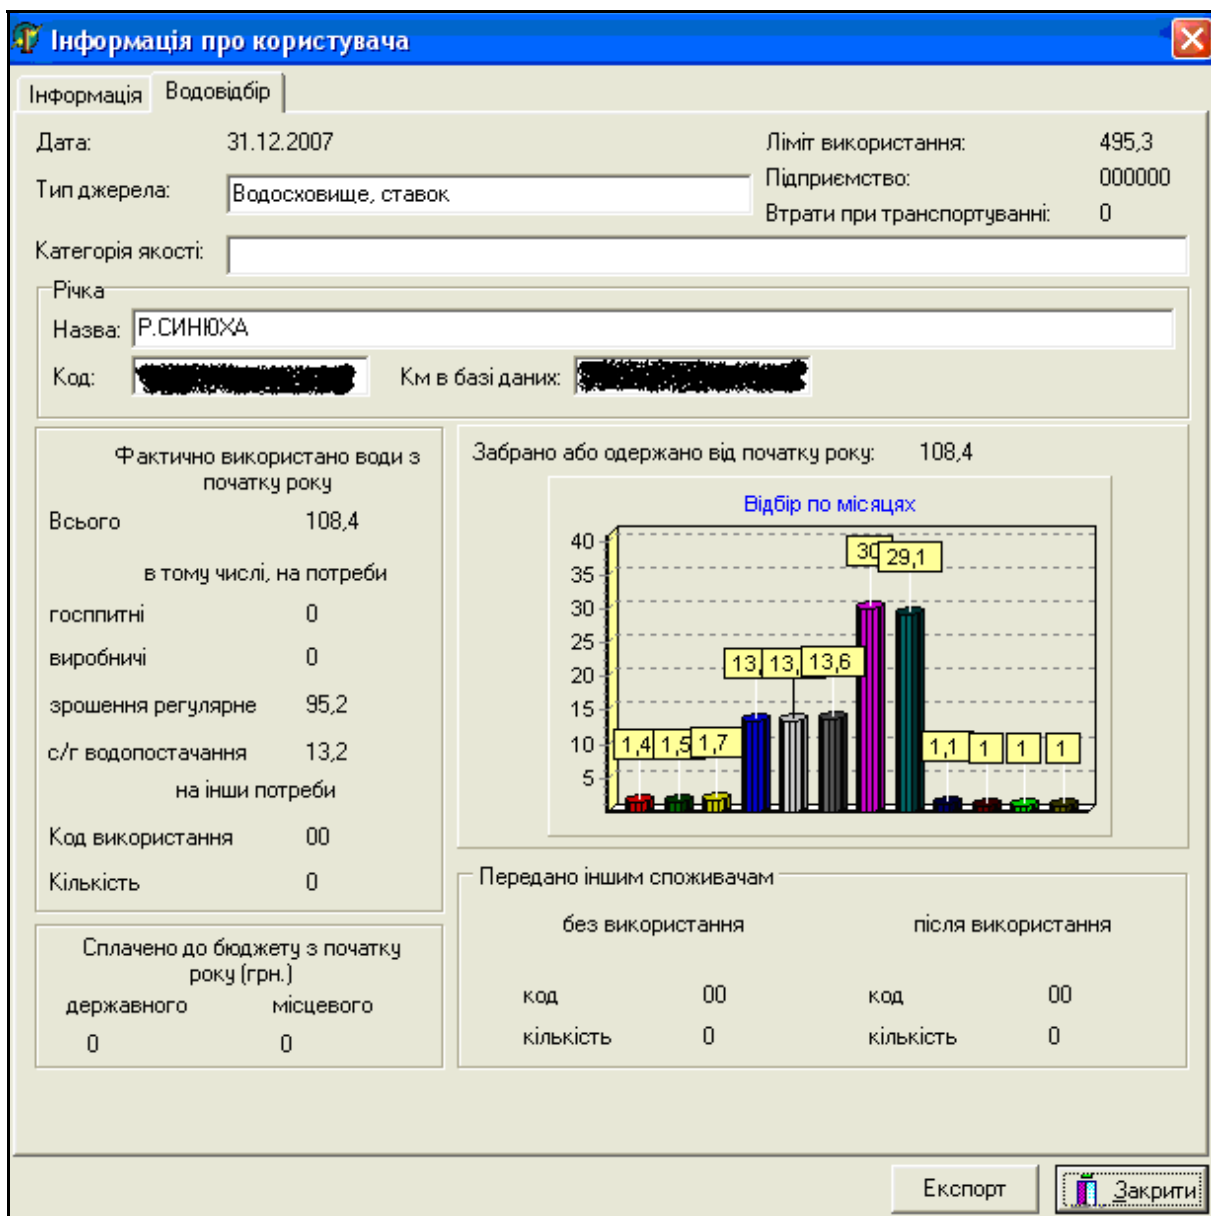 Інформація про користувача
Інформація Водовідбір
Дата: 31.12.2007 Ліміт використання: 495,3
Тип джерела: Водосховище, ставок Підприємство: 000000
Втрати при транспортуванні: 0
Категорія якості:
Річка
Назва: Р.СИНЮХА
Код: Км в базі даних:
Фактично використано води з
початку року
Всього 108,4
в тому числі, на потреби
госппитні 0
виробничі 0
зрошення регулярне 95,2
с/г водопостачання 13,2
на інши потреби
Код використання 00
Кількість 0
Сплачено до бюджету з початку
року (грн.)
державного місцевого
0 0
Забрано або одержано від початку року: 108,4
Відбір по місяцях
40
35
30
25
20
15
10
5
30 29,1
13, 13, 13,6
1,4 1,5 1,7 1,1 1 1 1
Передано іншим споживачам
без використання після використання
код 00 код 00
кількість 0 кількість 0
Експорт Закрити